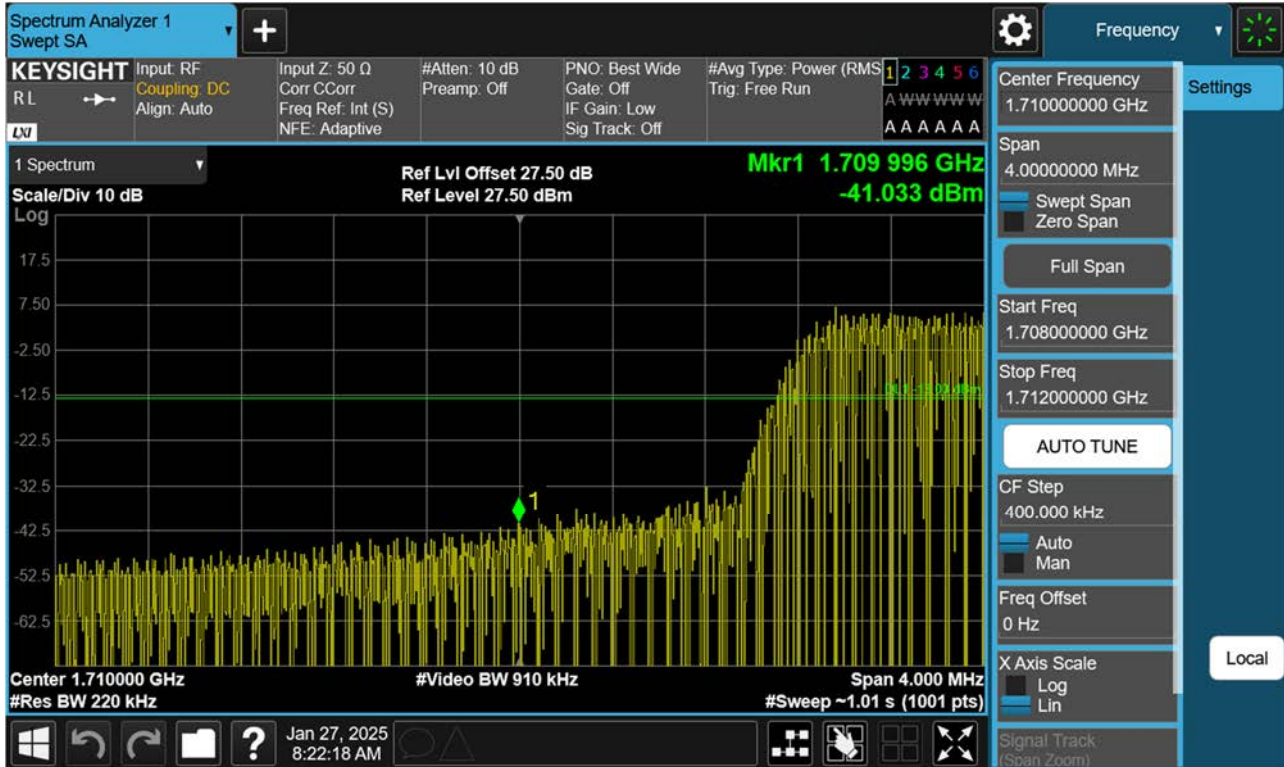 Spectrum Analyzer 1
Swept SA
Frequency
KEYSIGHT
RL
LXI
Input: RF
Coupling: DC
Align: Auto
Input Z: 50 Ω
Corr CCorr
Freq Ref: Int (S)
NFE: Adaptive
#Atten: 10 dB
Preamp: Off
PNO: Best Wide
Gate: Off
IF Gain: Low
Sig Track: Off
#Avg Type: Power (RMS
Trig: Free Run
1 2 3 4 5 6
A W W W W W
A A A A A A
1 Spectrum
Scale/Div 10 dB
Ref Lvl Offset 27.50 dB
Ref Level 27.50 dBm
Mkr1 1.709 996 GHz
-41.033 dBm
Log
17.5
7.50
-2.50
-12.5
-22.5
-32.5
-42.5
-52.5
-62.5
1
Center 1.710000 GHz
#Video BW 910 kHz
Span 4.000 MHz
#Res BW 220 kHz
#Sweep ~1.01 s (1001 pts)
Center Frequency
1.710000000 GHz
Settings
Span
4.00000000 MHz
Swept Span
Zero Span
Full Span
Start Freq
1.708000000 GHz
Stop Freq
1.712000000 GHz
AUTO TUNE
CF Step
400.000 kHz
Auto
Man
Freq Offset
0 Hz
X Axis Scale
Log
Lin
Local
Signal Track
(Span Zoom)
?
Jan 27, 2025
8:22:18 AM